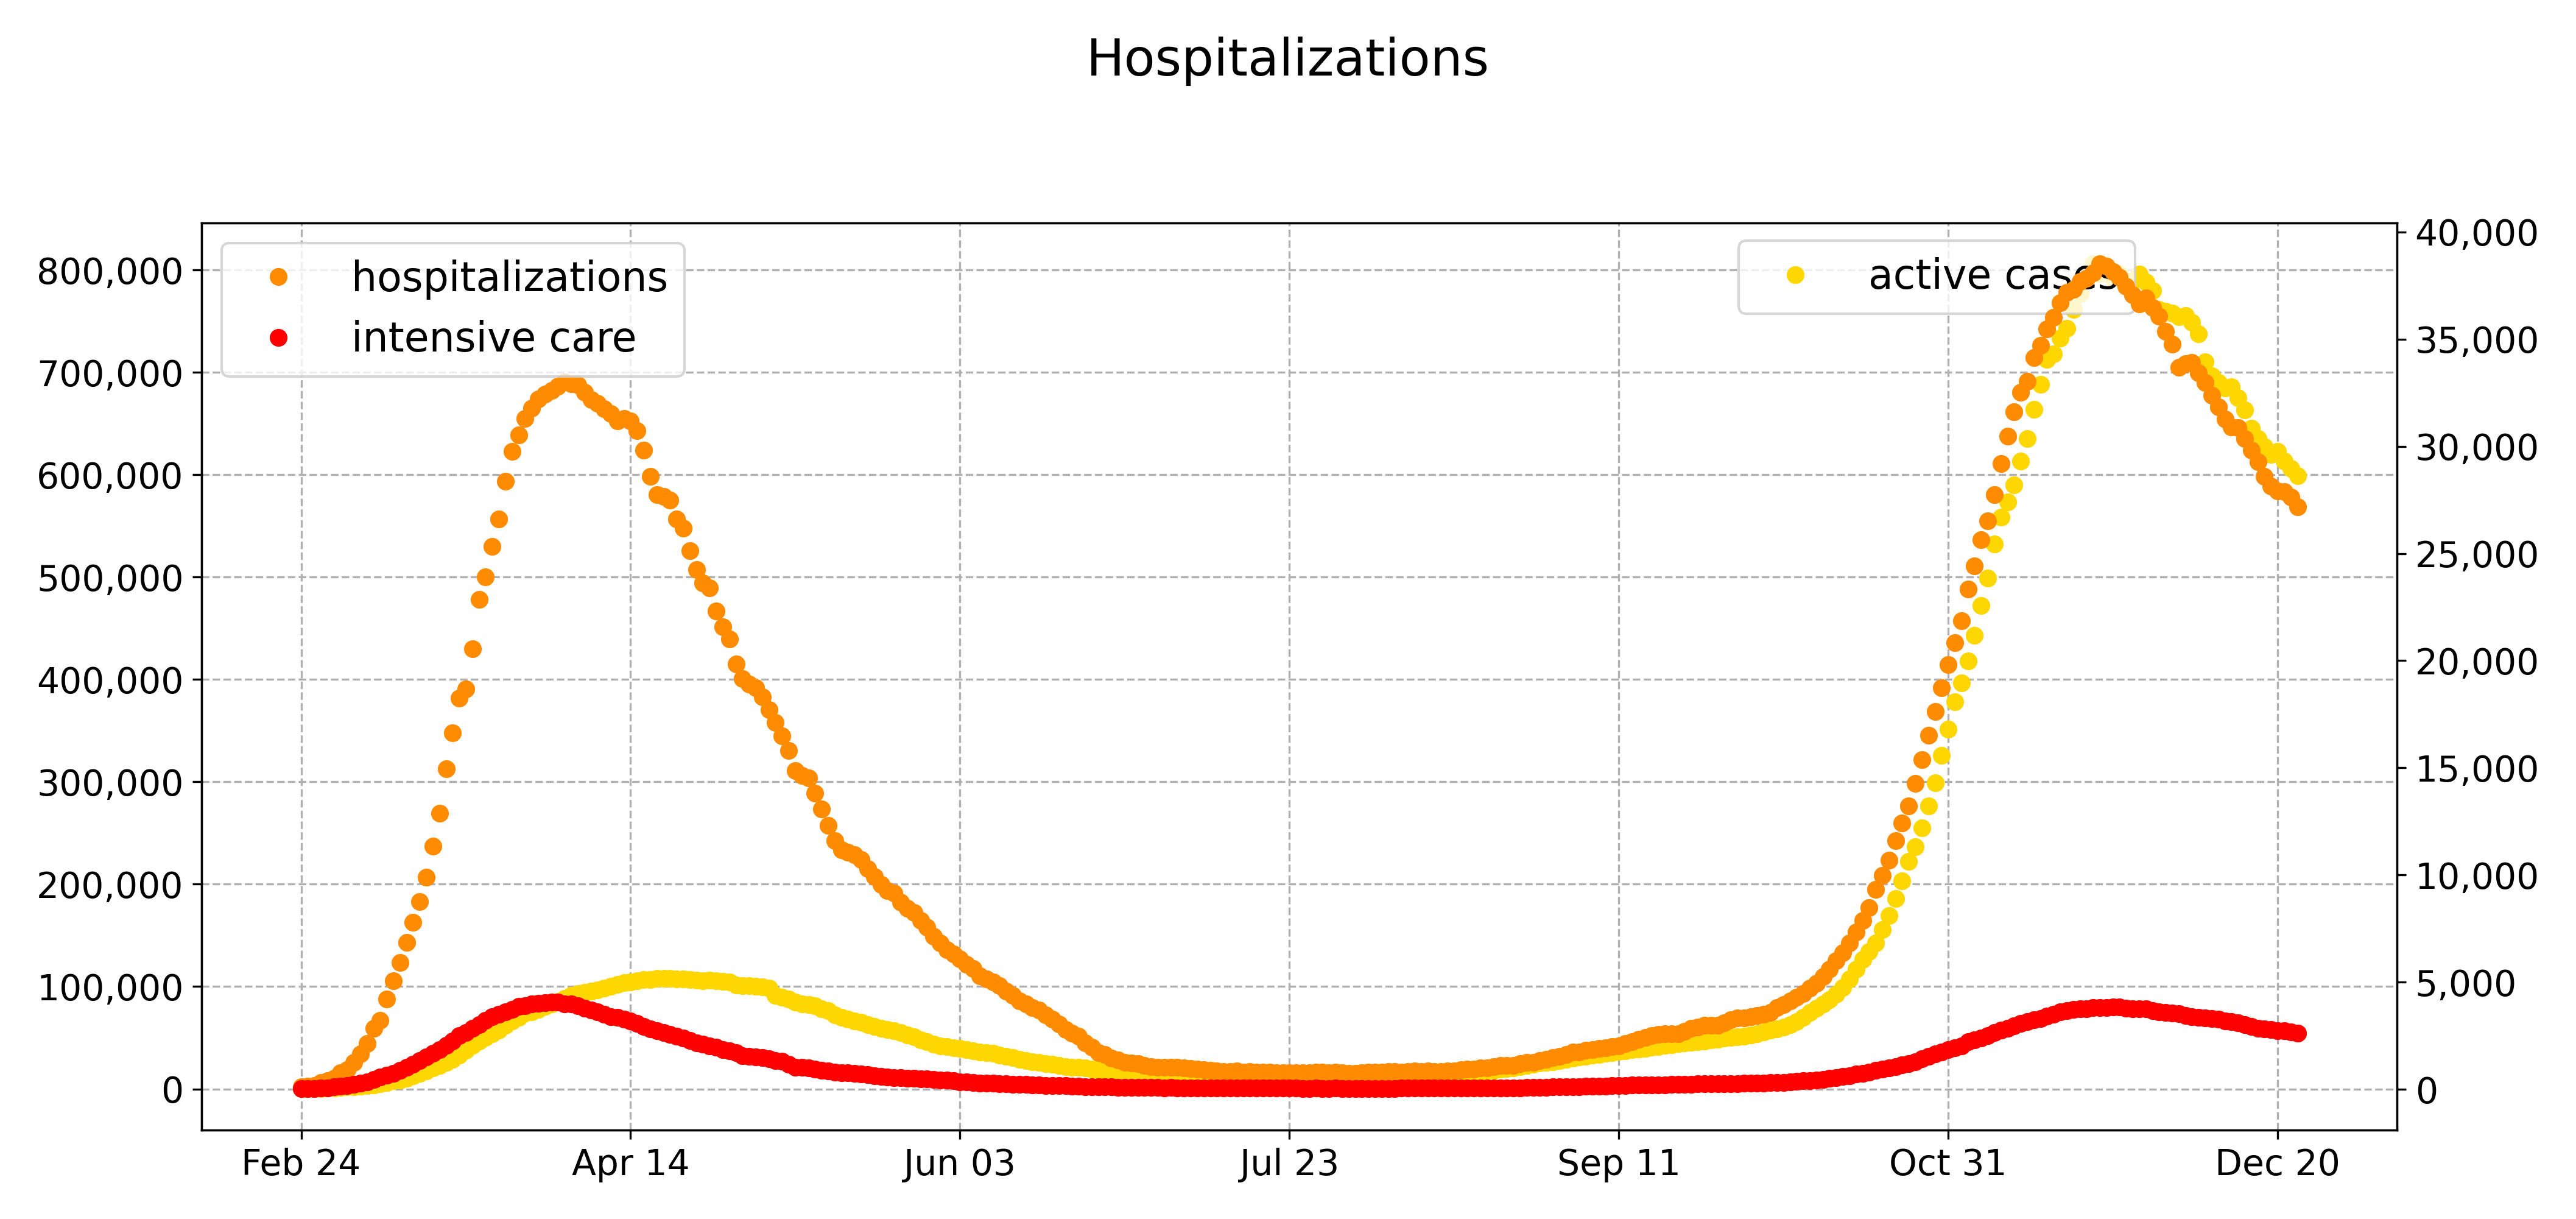 Hospitalizations
hospitalizations
intensive care
active cases
800,000
700,000
600,000
500,000
400,000
300,000
200,000
100,000
0
40,000
35,000
30,000
25,000
20,000
15,000
10,000
5,000
0
Feb 24
Apr 14
Jun 03
Jul 23
Sep 11
Oct 31
Dec 20